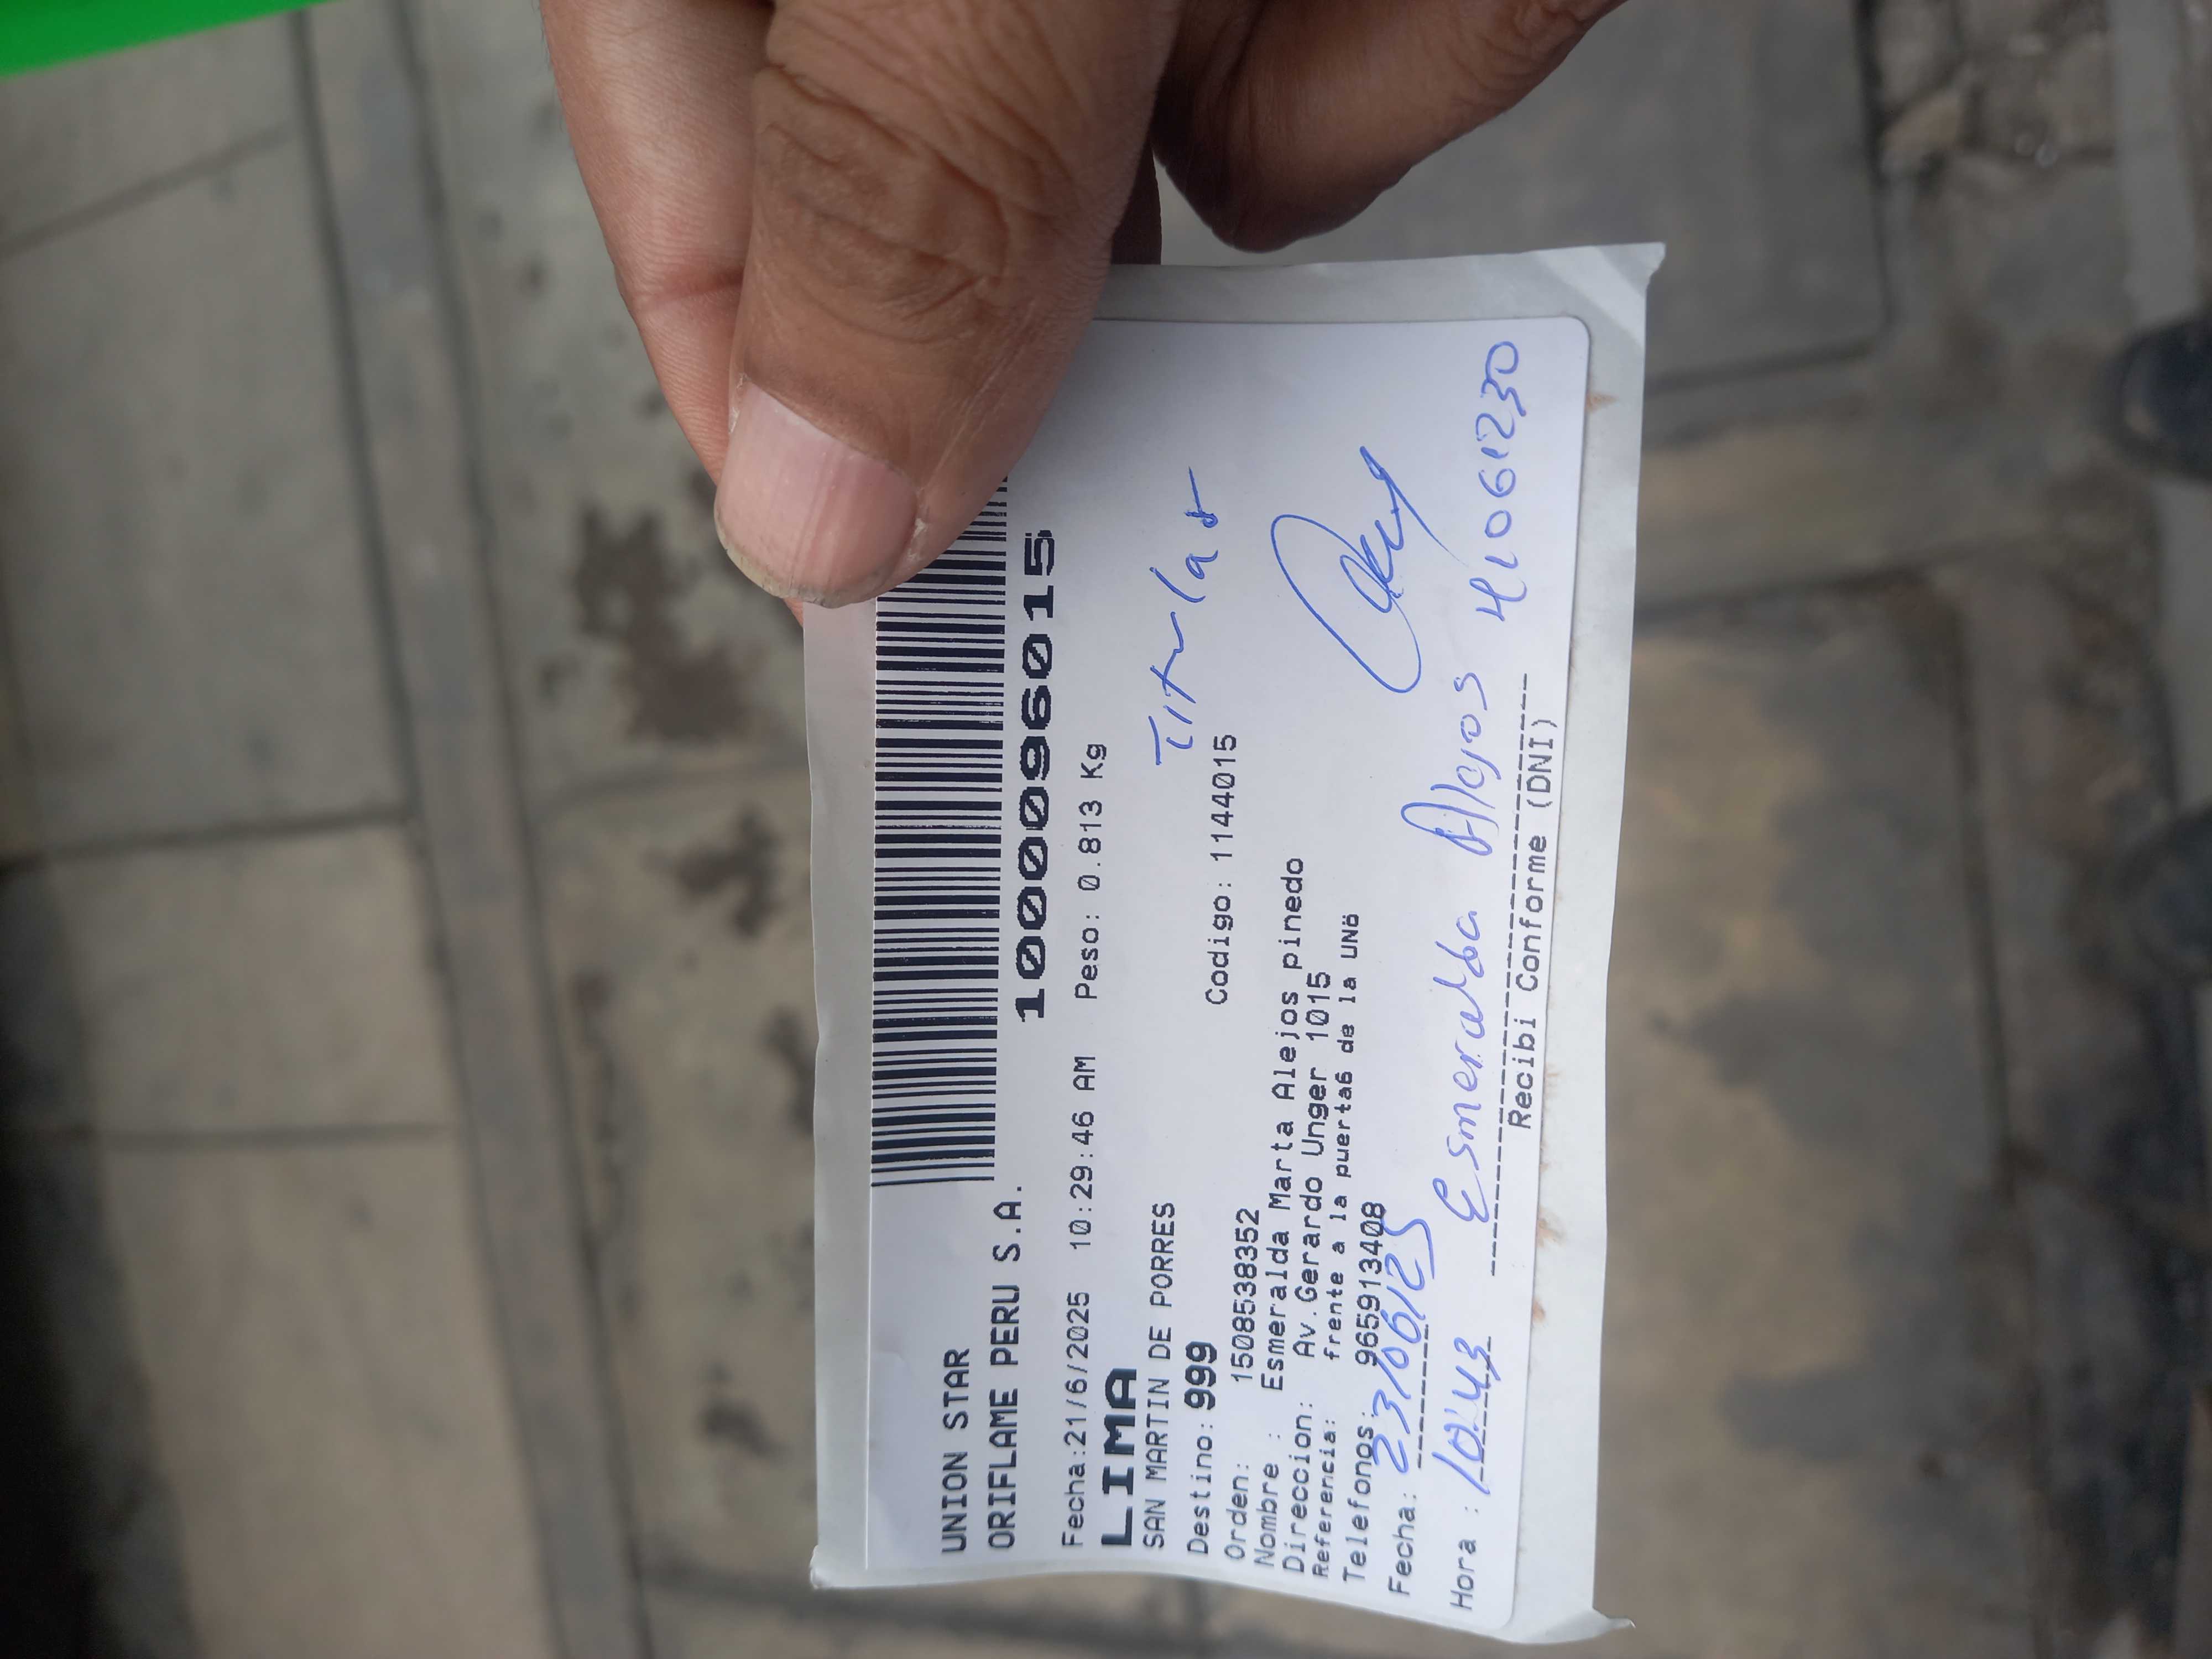 UNION STAR
ORIFLAME PERU S.A.
1000096015
Fecha:21/6/2025 10:29:46 AM Peso: 0.813 Kg
LIMA
SAN MARTIN DE PORRES
Titular
Destino: 999 Codigo: 1144015
Orden: 1508538352
Nombre : Esmeralda Marta Alejos pinedo
Direccion: Av.Gerardo Unger 1015
Referencia: frente a la puerta6 de la UNö
Telefonos: 965913408
Fecha: 23/06/25
Hora : 10:43 Esmeralda Alejos 41061230
Recibi Conforme (DNI)